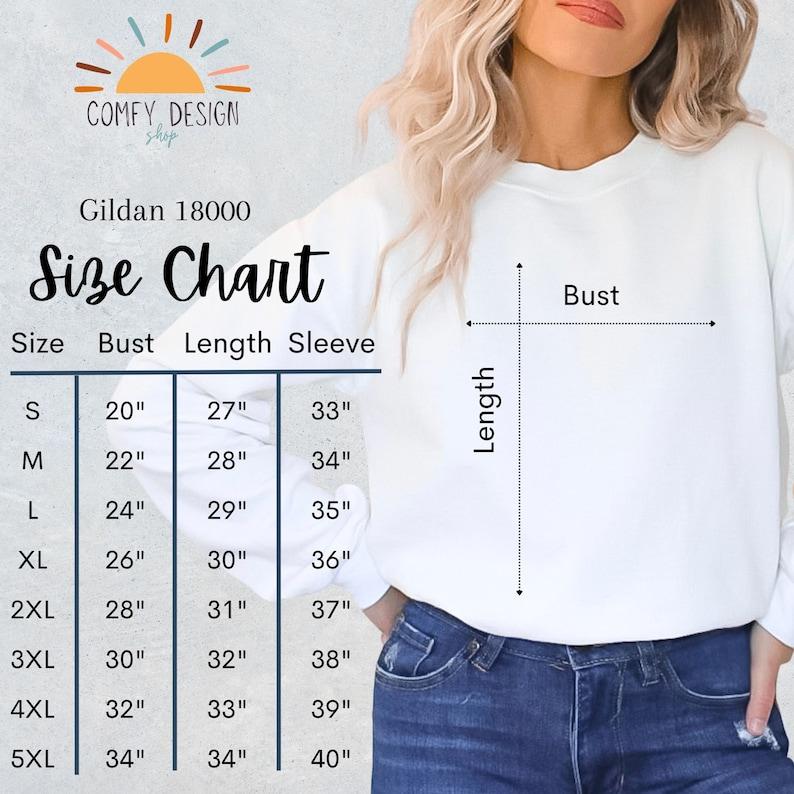 COMFY DESIGN
shop
Gildan 18000
Size Chart
Size Bust Length Sleeve
S 20" 27" 33"
M 22" 28" 34"
L 24" 29" 35"
XL 26" 30" 36"
2XL 28" 31" 37"
3XL 30" 32" 38"
4XL 32" 33" 39"
5XL 34" 34" 40"
Bust
Length